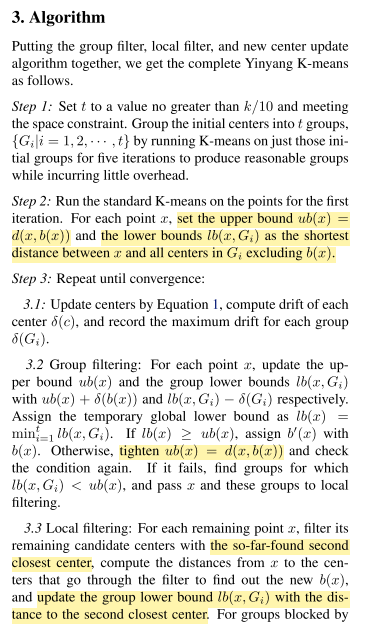 3. Algorithm
Putting the group filter, local filter, and new center update
algorithm together, we get the complete Yinyang K-means
as follows.
Step 1: Set t to a value no greater than k/10 and meeting
the space constraint. Group the initial centers into t groups,
{G_i|i = 1, 2, ⋯ , t} by running K-means on just those ini-
tial groups for five iterations to produce reasonable groups
while incurring little overhead.
Step 2: Run the standard K-means on the points for the first
iteration. For each point x, set the upper bound ub(x) =
d(x, b(x)) and the lower bounds lb(x, G_i) as the shortest
distance between x and all centers in G_i excluding b(x).
Step 3: Repeat until convergence:
3.1: Update centers by Equation 1, compute drift of each
center δ(c), and record the maximum drift for each group
δ(G_i).
3.2 Group filtering: For each point x, update the up-
per bound ub(x) and the group lower bounds lb(x, G_i)
with ub(x) + δ(b(x)) and lb(x, G_i) − δ(G_i) respectively.
Assign the temporary global lower bound as lb(x) =
min_{i=1}^t lb(x, G_i). If lb(x) ≥ ub(x), assign b′(x) with
b(x). Otherwise, tighten ub(x) = d(x, b(x)) and check
the condition again. If it fails, find groups for which
lb(x, G_i) < ub(x), and pass x and these groups to local
filtering.
3.3 Local filtering: For each remaining point x, filter its
remaining candidate centers with the so-far-found second
closest center, compute the distances from x to the cen-
ters that go through the filter to find out the new b(x),
and update the group lower bound lb(x, G_i) with the dis-
tance to the second closest center. For groups blocked by